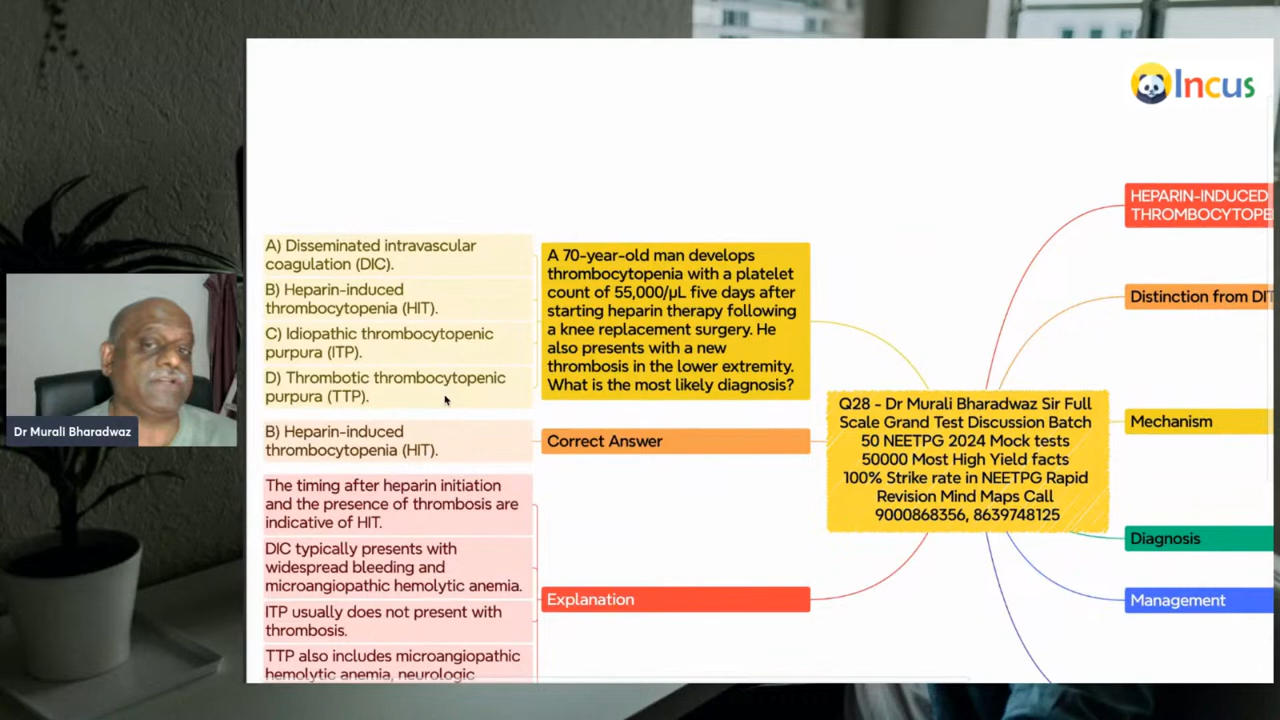 Incus
HEPARIN-INDUCED
Distinction from
A) Disseminated intravascular
coagulation (DIC).
B) Heparin-induced
thrombocytopenia (HIT).
C) Idiopathic thrombocytopenic
purpura (ITP).
D) Thrombotic thrombocytopenic
purpura (TTP).
A 70-year-old man develops
thrombocytopenia with a platelet
count of 55,000/µL five days after
starting heparin therapy following
a knee replacement surgery. He
also presents with a new
thrombosis in the lower extremity.
What is the most likely diagnosis?
B) Heparin-induced
thrombocytopenia (HIT).
Correct Answer
Q28 - Dr Murali Bharadwaz Sir Full
Scale Grand Test Discussion Batch
50 NEETPG 2024 Mock tests
50000 Most High Yield facts
100% Strike rate in NEETPG Rapid
Revision Mind Maps Call
9000868356, 8639748125
Mechanism
Diagnosis
Management
The timing after heparin initiation
and the presence of thrombosis are
indicative of HIT.
DIC typically presents with
widespread bleeding and
microangiopathic hemolytic anemia.
ITP usually does not present with
thrombosis.
TTP also includes microangiopathic
hemolytic anemia, neurologic
Explanation
Dr Murali Bharadwaz